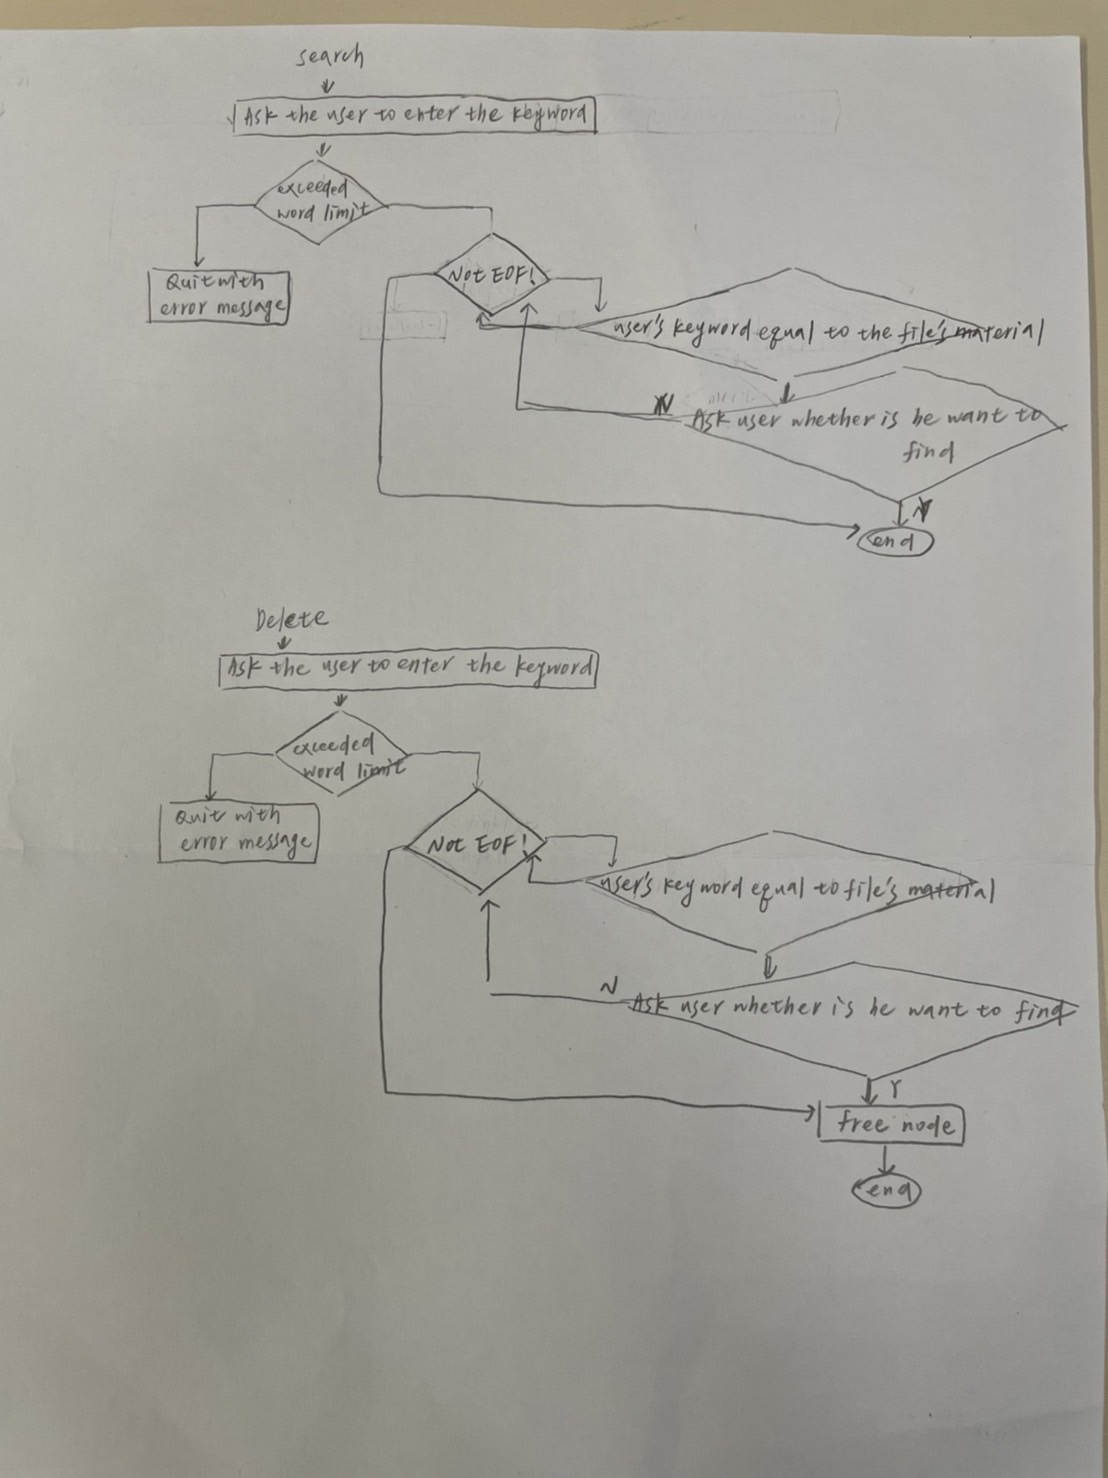 search
Ask the user to enter the keyword
exceeded
word limit
Quit with
error message
Not EOF!
user's keyword equal to the file's material
N
Ask user whether is he want to
find
end
Delete
Ask the user to enter the keyword
exceeded
word limit
Quit with
error message
Not EOF!
user's keyword equal to file's material
N
Ask user whether is he want to find
Y
free node
end